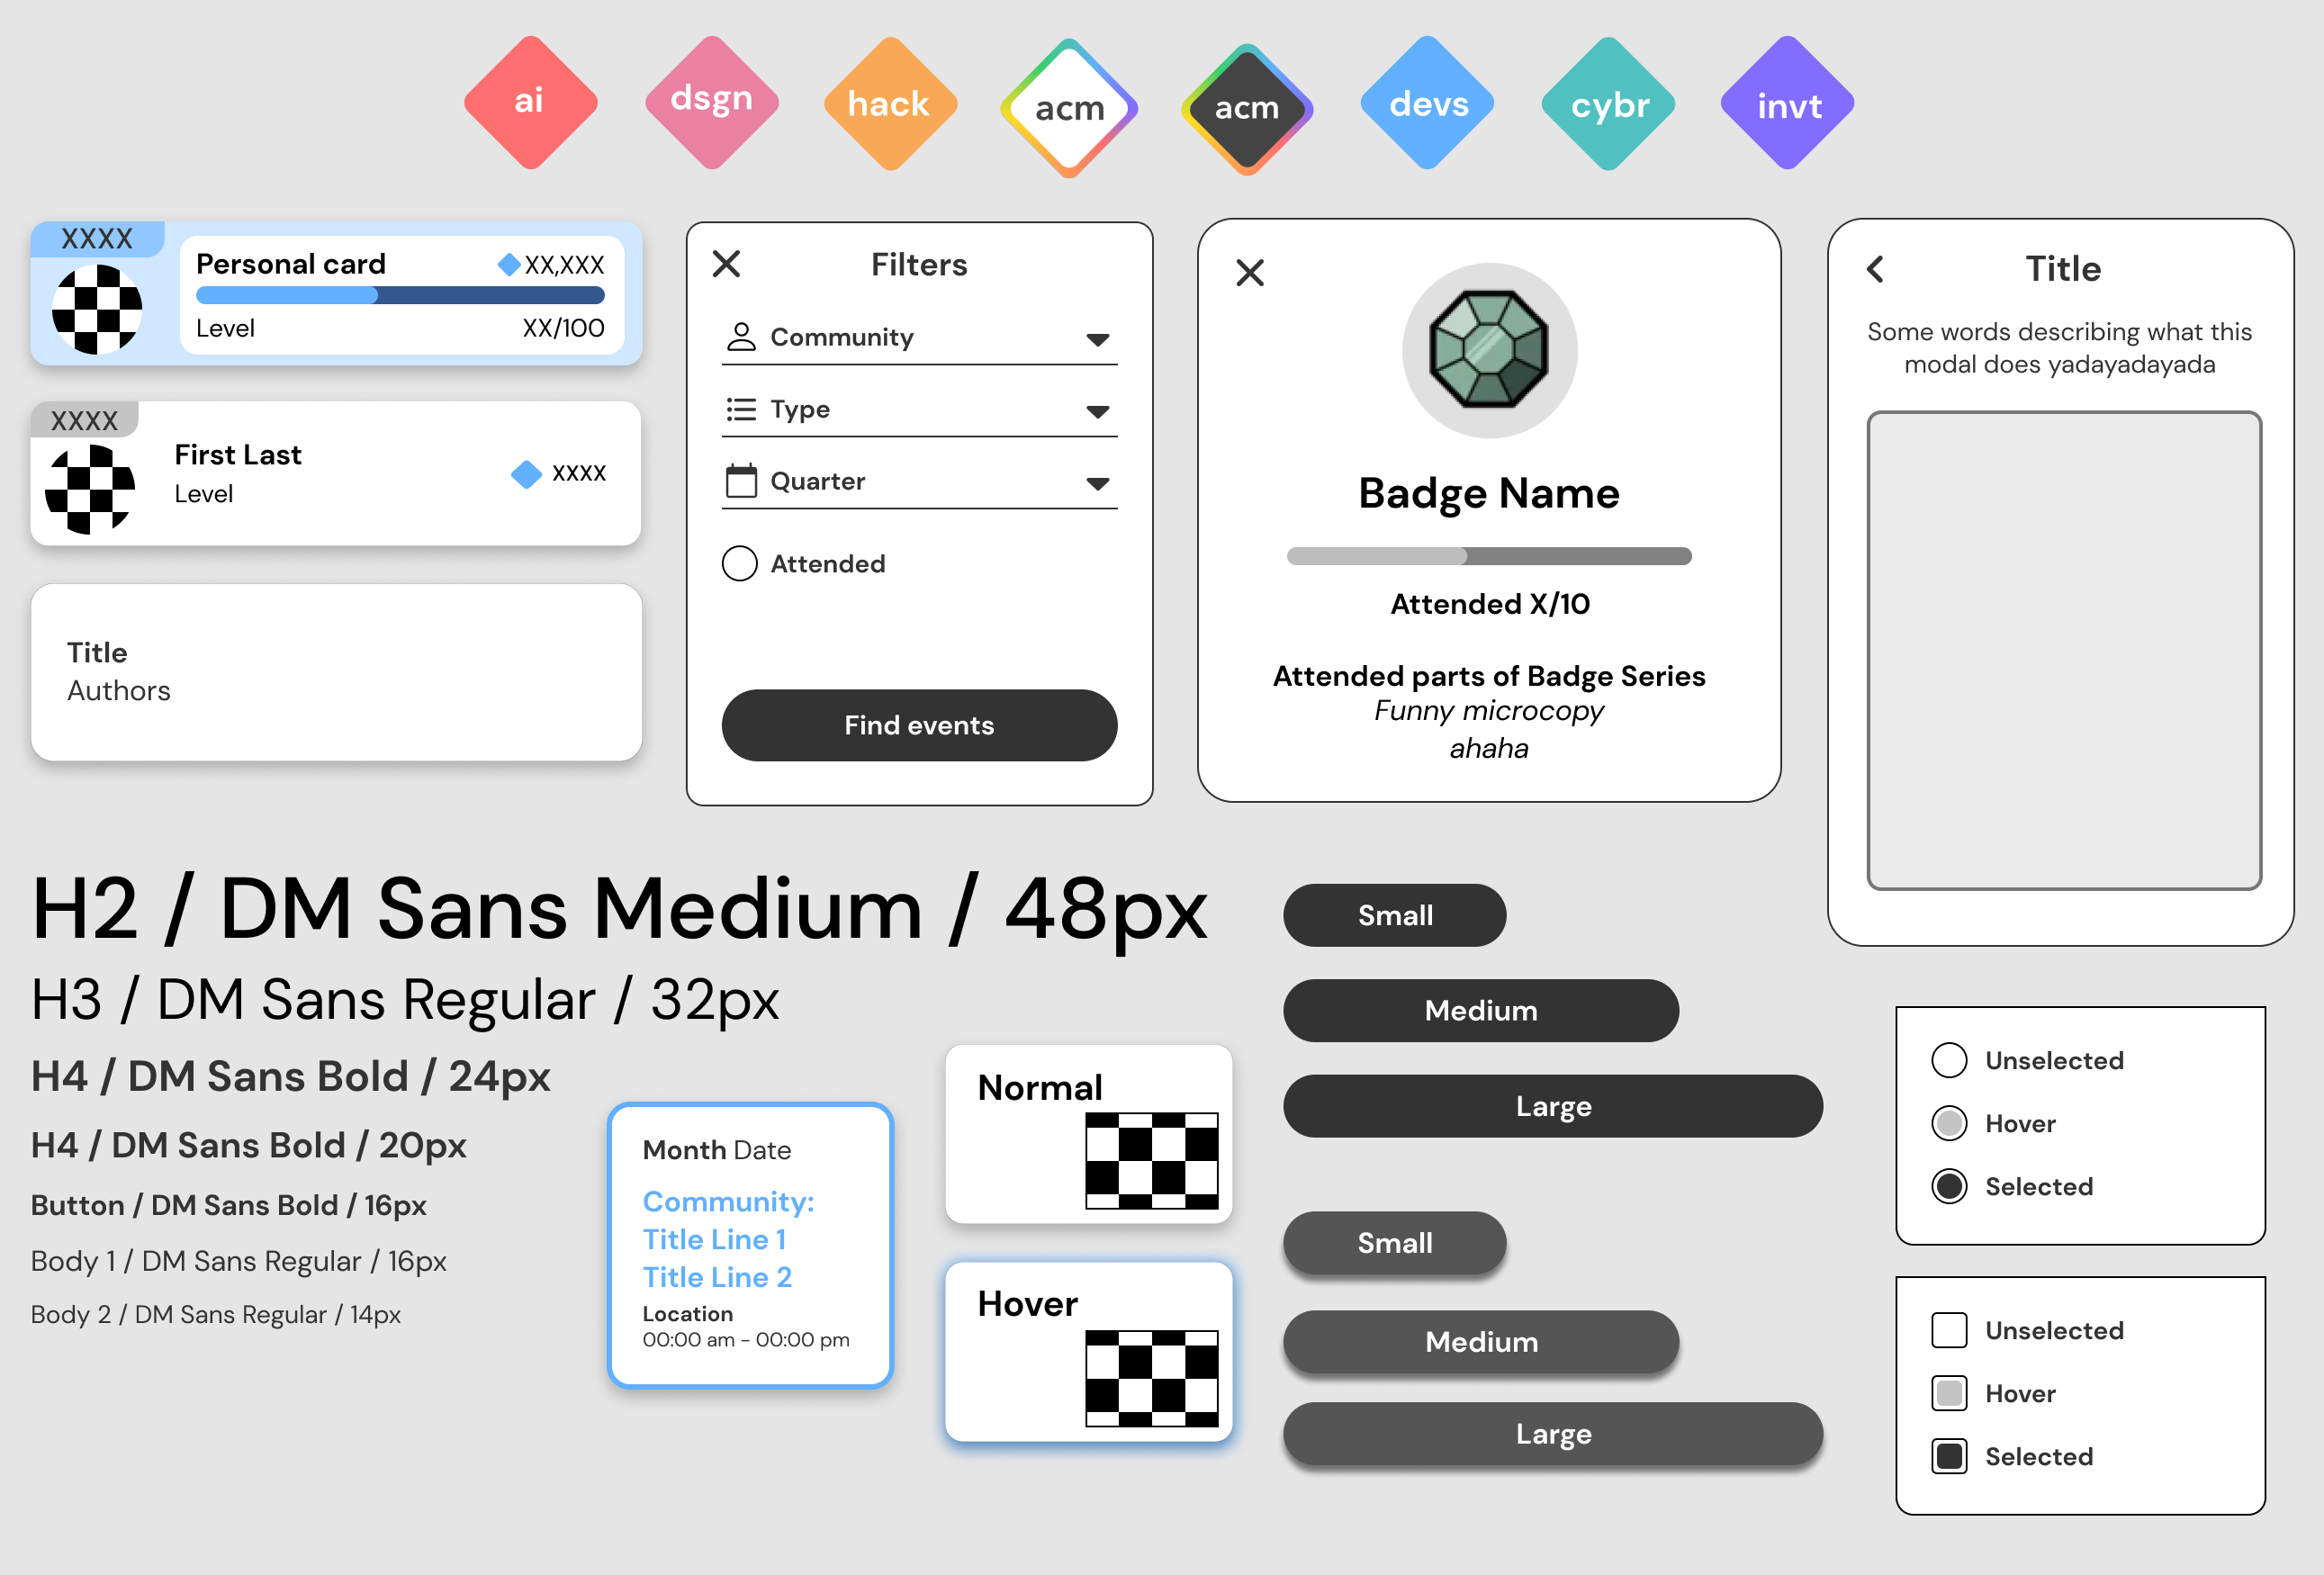 ai
dsgn
hack
acm
acm
devs
cybr
invt
XXXX
Personal card
XX,XXX
Level
XX/100
XXXX
First Last
Level
XXXX
Title
Authors
Filters
Community
Type
Quarter
Attended
Find events
Badge Name
Attended X/10
Attended parts of Badge Series
Funny microcopy
ahaha
Title
Some words describing what this
modal does yadayadayada
H2 / DM Sans Medium / 48px
H3 / DM Sans Regular / 32px
H4 / DM Sans Bold / 24px
H4 / DM Sans Bold / 20px
Button / DM Sans Bold / 16px
Body 1 / DM Sans Regular / 16px
Body 2 / DM Sans Regular / 14px
Month Date
Community:
Title Line 1
Title Line 2
Location
00:00 am - 00:00 pm
Normal
Hover
Small
Medium
Large
Small
Medium
Large
Unselected
Hover
Selected
Unselected
Hover
Selected